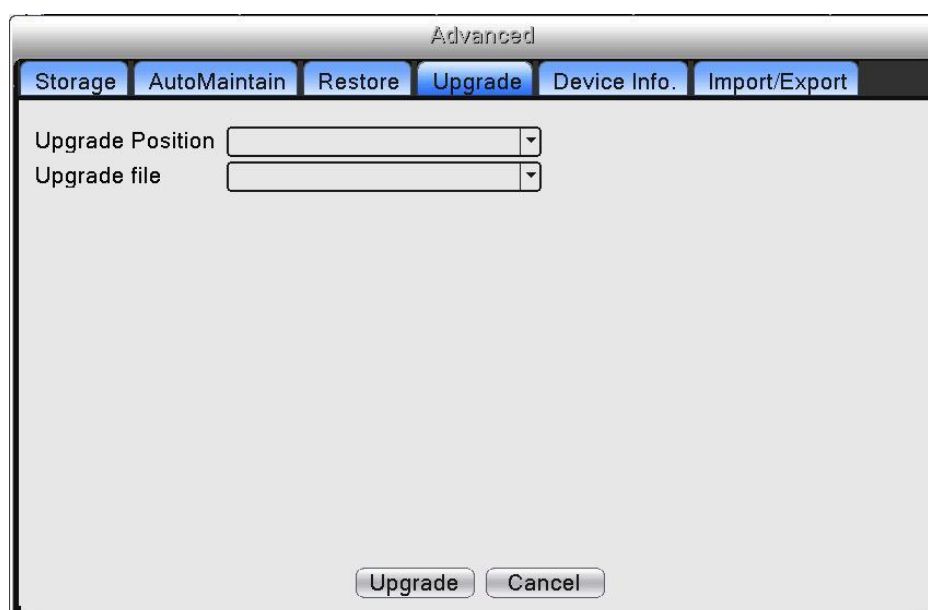 Advanced
Storage AutoMaintain Restore Upgrade Device Info. Import/Export
Upgrade Position
Upgrade file
Upgrade Cancel